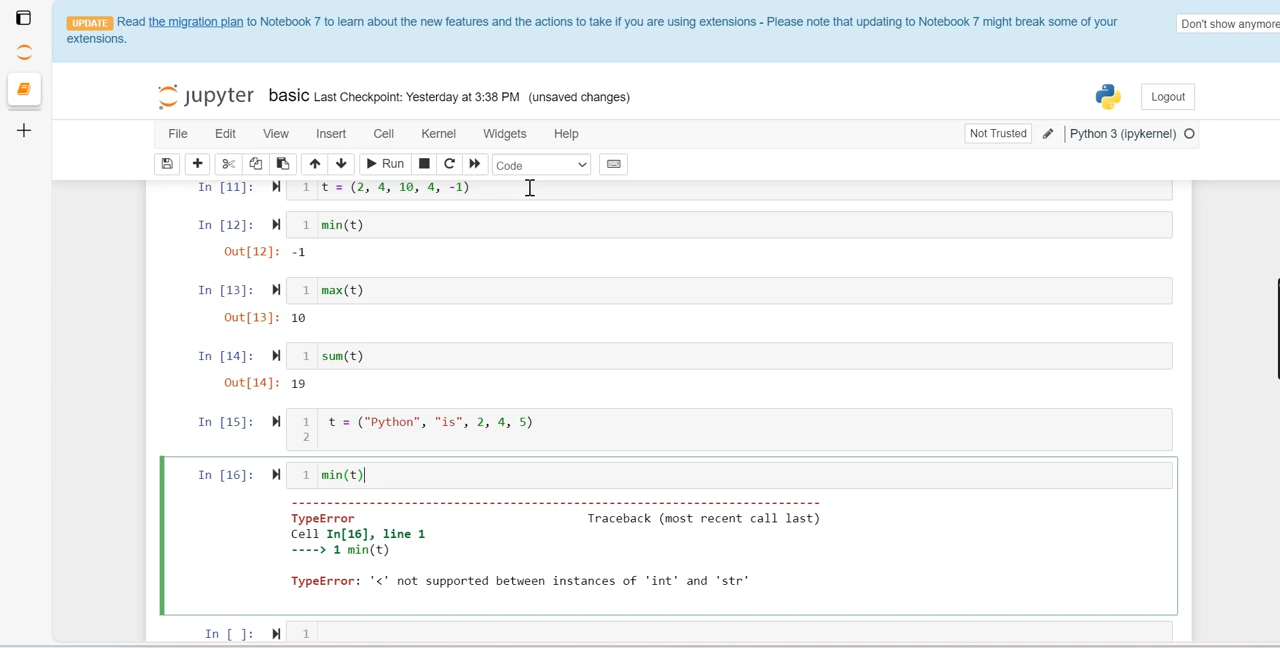 UPDATE Read the migration plan to Notebook 7 to learn about the new features and the actions to take if you are using extensions - Please note that updating to Notebook 7 might break some of your
extensions.
Don't show anymore
jupyter basic Last Checkpoint: Yesterday at 3:38 PM (unsaved changes)
Logout
File Edit View Insert Cell Kernel Widgets Help
Not Trusted Python 3 (ipykernel)
Run Code
In [11]: 1 t = (2, 4, 10, 4, -1)
In [12]: 1 min(t)
Out[12]: -1
In [13]: 1 max(t)
Out[13]: 10
In [14]: 1 sum(t)
Out[14]: 19
In [15]: 1 t = ("Python", "is", 2, 4, 5)
2
In [16]: 1 min(t)
---------------------------------------------------------------------------
TypeError Traceback (most recent call last)
Cell In[16], line 1
----> 1 min(t)
TypeError: '<' not supported between instances of 'int' and 'str'
In [ ]: 1